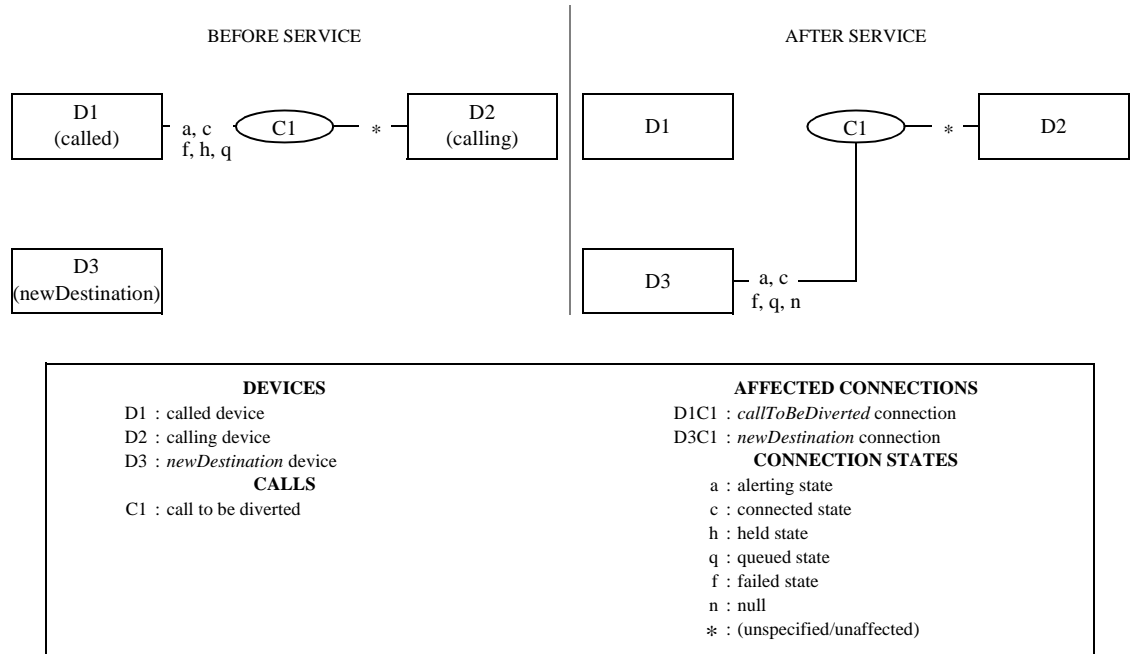 BEFORE SERVICE
AFTER SERVICE
D1
(called)
a, c
f, h, q
C1
*
D2
(calling)
D1
C1
*
D2
D3
(newDestination)
D3
a, c
f, q, n
DEVICES
D1 : called device
D2 : calling device
D3 : newDestination device
CALLS
C1 : call to be diverted
AFFECTED CONNECTIONS
D1C1 : callToBeDiverted connection
D3C1 : newDestination connection
CONNECTION STATES
a : alerting state
c : connected state
h : held state
q : queued state
f : failed state
n : null
* : (unspecified/unaffected)